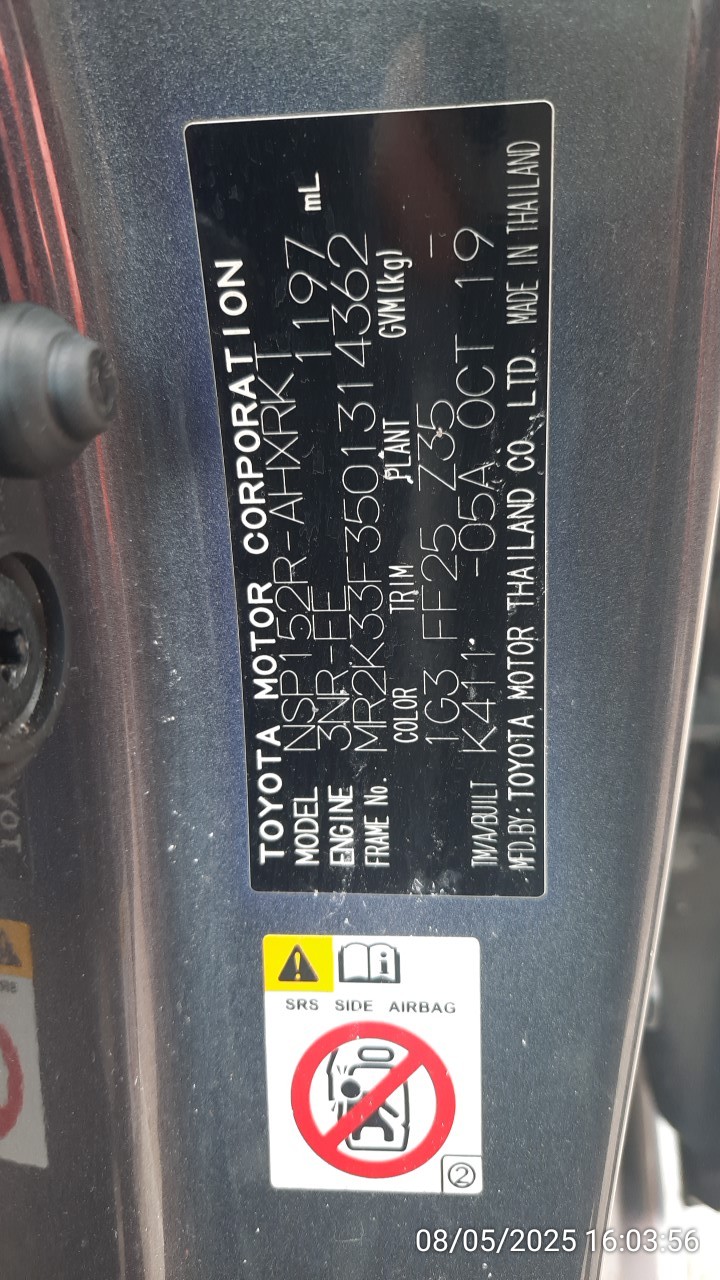 TOYOTA MOTOR CORPORATION
MODEL NSP152R-AHXRKT
ENGINE 3NR-FE 1197 mL
FRAME No. MR2K33F3501314362
COLOR TRIM PLANT GVM(kg)
1G3 FF25 Z35 -
TM/A/BUILT K411 -05A OCT 19
MFD.BY: TOYOTA MOTOR THAILAND CO., LTD. MADE IN THAILAND
SRS SIDE AIRBAG
2
08/05/2025 16:03:56